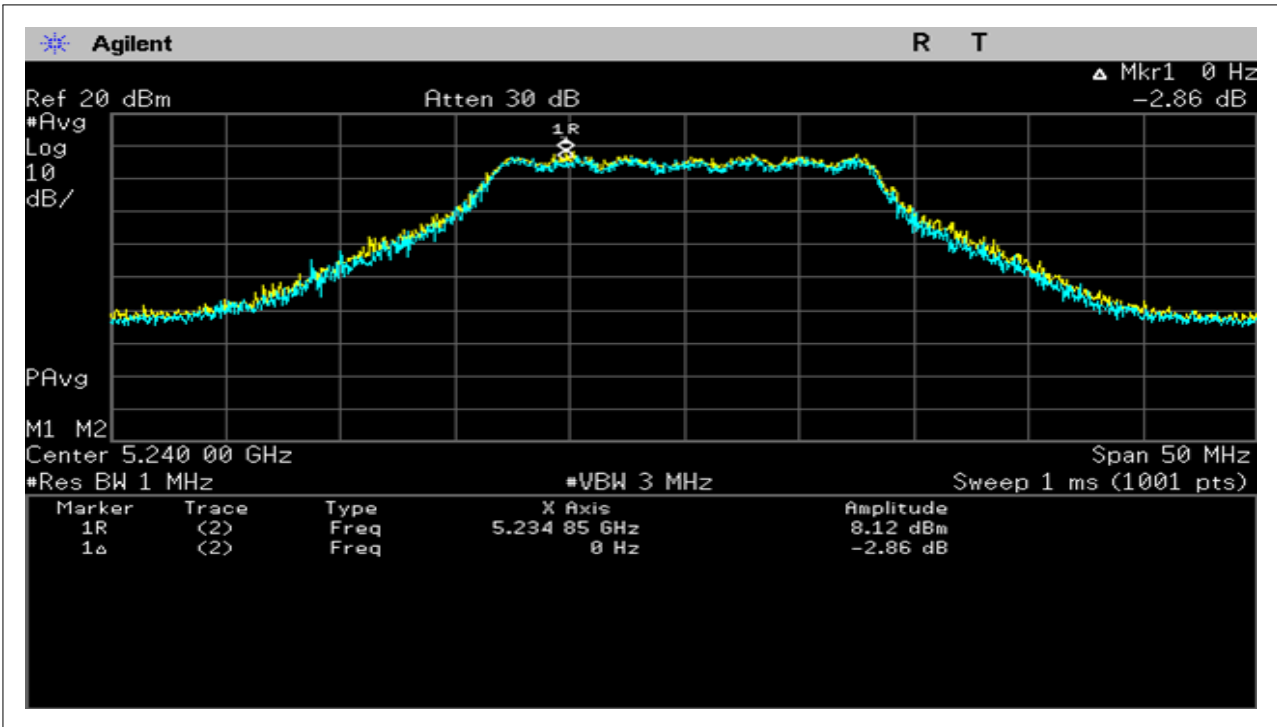 Agilent R T
Δ Mkr1 0 Hz
Ref 20 dBm Atten 30 dB -2.86 dB
#Avg
Log
10
dB/
1R
PAvg
M1 M2
Center 5.240 00 GHz Span 50 MHz
#Res BW 1 MHz #VBW 3 MHz Sweep 1 ms (1001 pts)
Marker Trace Type X Axis Amplitude
1R (2) Freq 5.234 85 GHz 8.12 dBm
1Δ (2) Freq 0 Hz -2.86 dB